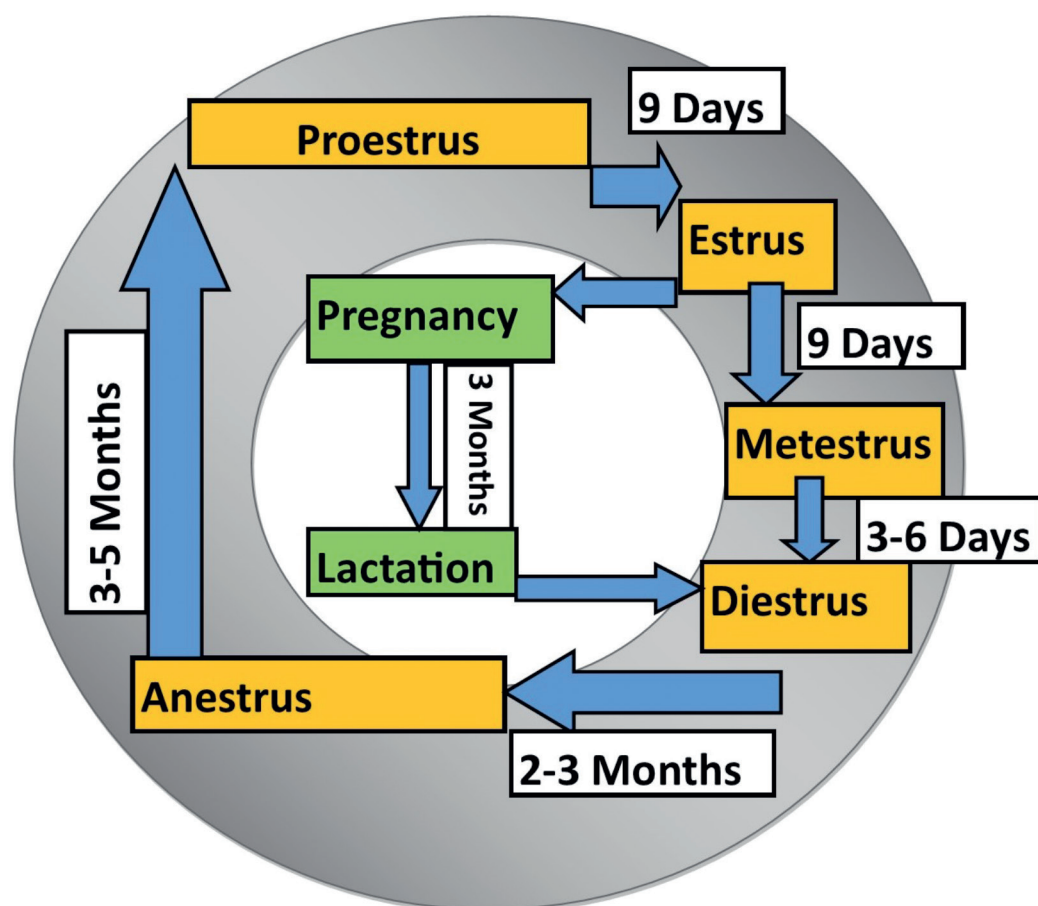 9 Days
Proestrus
Estrus
Pregnancy
9 Days
3 Months
Metestrus
3-6 Days
3-5 Months
Lactation
Diestrus
Anestrus
2-3 Months